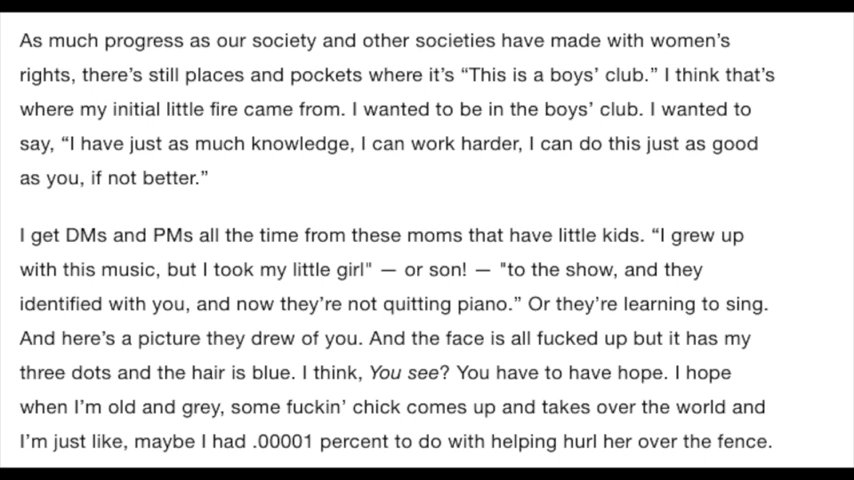 As much progress as our society and other societies have made with women’s
rights, there’s still places and pockets where it’s “This is a boys’ club.” I think that’s
where my initial little fire came from. I wanted to be in the boys’ club. I wanted to
say, “I have just as much knowledge, I can work harder, I can do this just as good
as you, if not better.”
I get DMs and PMs all the time from these moms that have little kids. “I grew up
with this music, but I took my little girl" — or son! — "to the show, and they
identified with you, and now they’re not quitting piano.” Or they’re learning to sing.
And here’s a picture they drew of you. And the face is all fucked up but it has my
three dots and the hair is blue. I think, You see? You have to have hope. I hope
when I’m old and grey, some fuckin’ chick comes up and takes over the world and
I’m just like, maybe I had .00001 percent to do with helping hurl her over the fence.